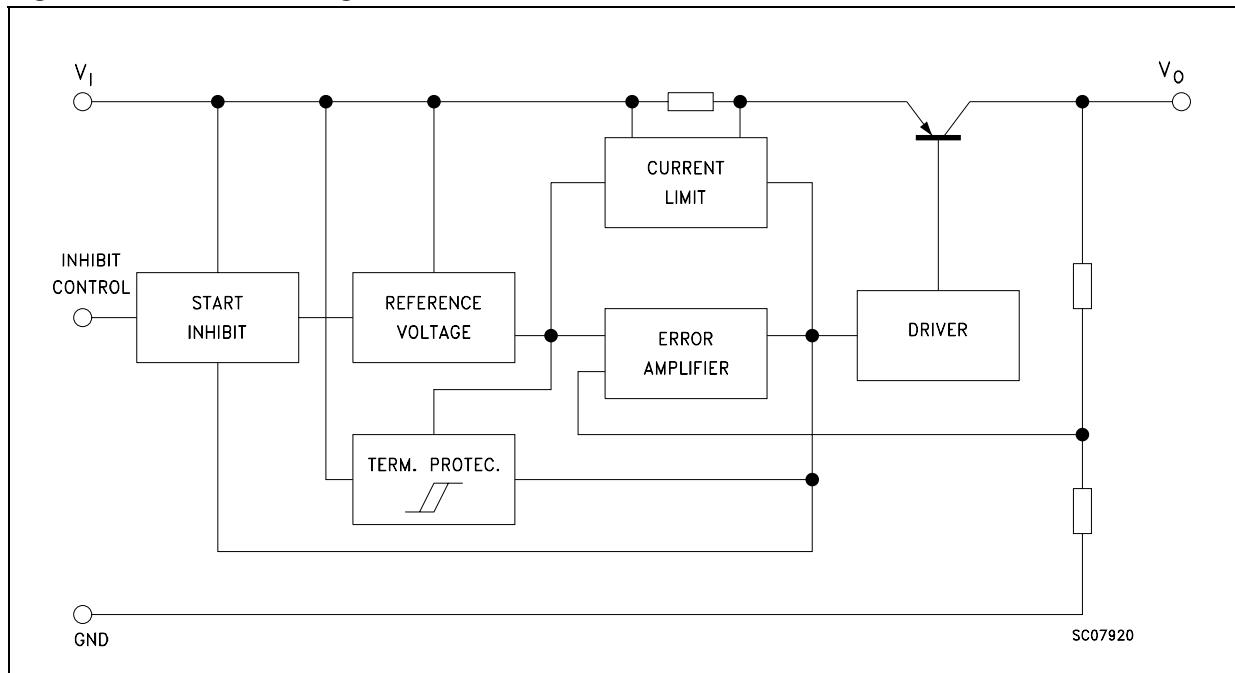 V_I
V_O
CURRENT
LIMIT
INHIBIT
CONTROL
START
INHIBIT
REFERENCE
VOLTAGE
ERROR
AMPLIFIER
DRIVER
TERM. PROTEC.
GND
SC07920